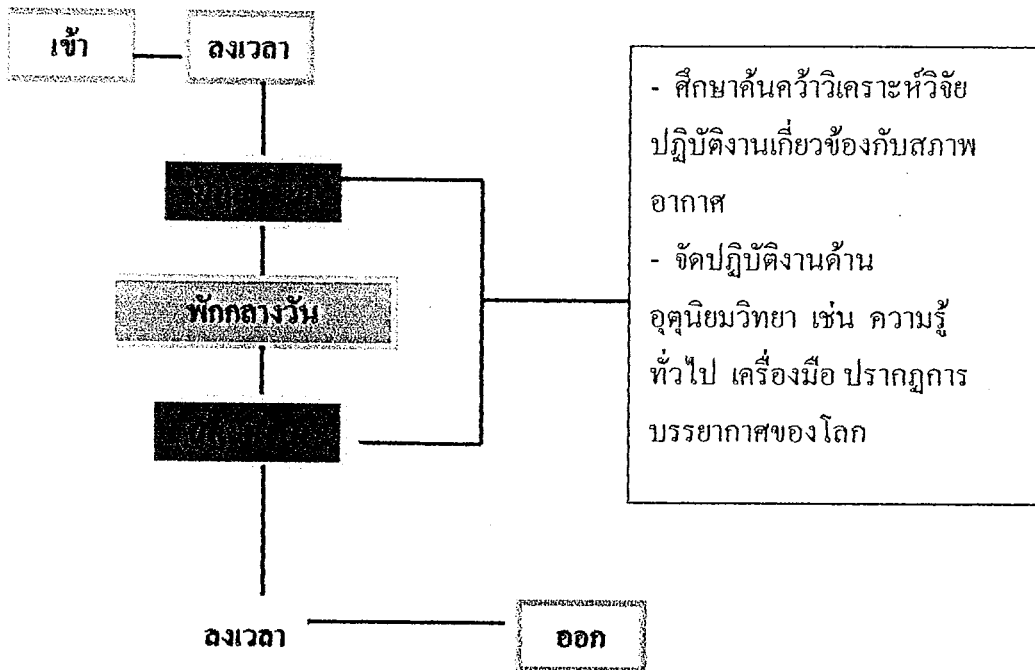 เข้า
ลงเวลา
พักกลางวัน
ลงเวลา
ออก
- ศึกษาค้นคว้าวิเคราะห์วิจัย
ปฏิบัติงานเกี่ยวข้องกับสภาพ
อากาศ
- จัดปฏิบัติงานด้าน
อุตุนิยมวิทยา เช่น ความรู้
ทั่วไป เครื่องมือ ปรากฏการ
บรรยากาศของโลก